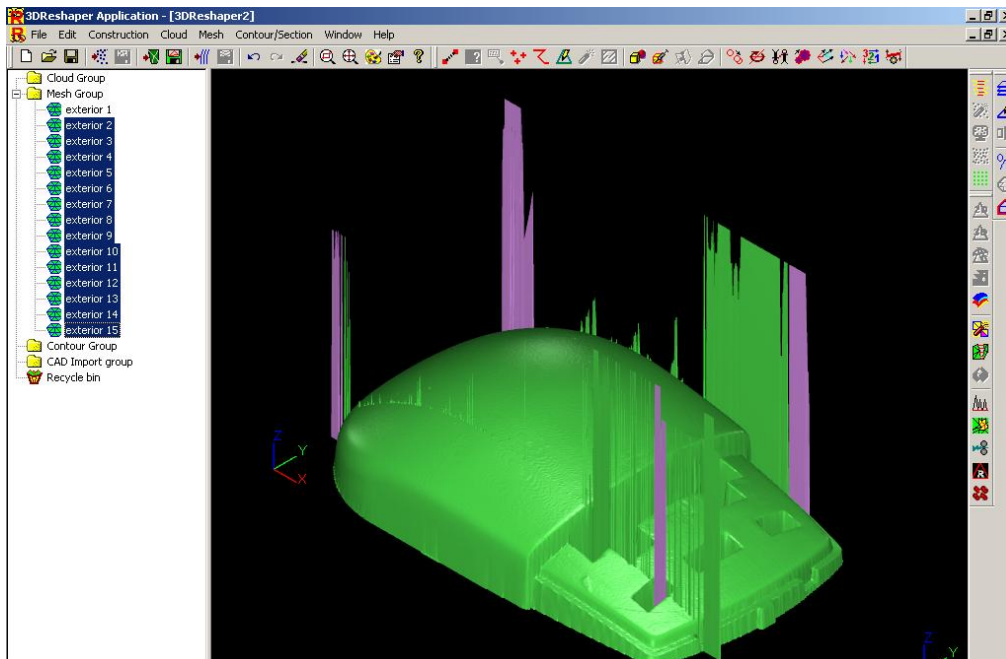 3DReshaper Application - [3DReshaper2]
File Edit Construction Cloud Mesh Contour/Section Window Help
Cloud Group
Mesh Group
exterior 1
exterior 2
exterior 3
exterior 4
exterior 5
exterior 6
exterior 7
exterior 8
exterior 9
exterior 10
exterior 11
exterior 12
exterior 13
exterior 14
exterior 15
Contour Group
CAD Import group
Recycle bin
Z
Y
X
Z
Y